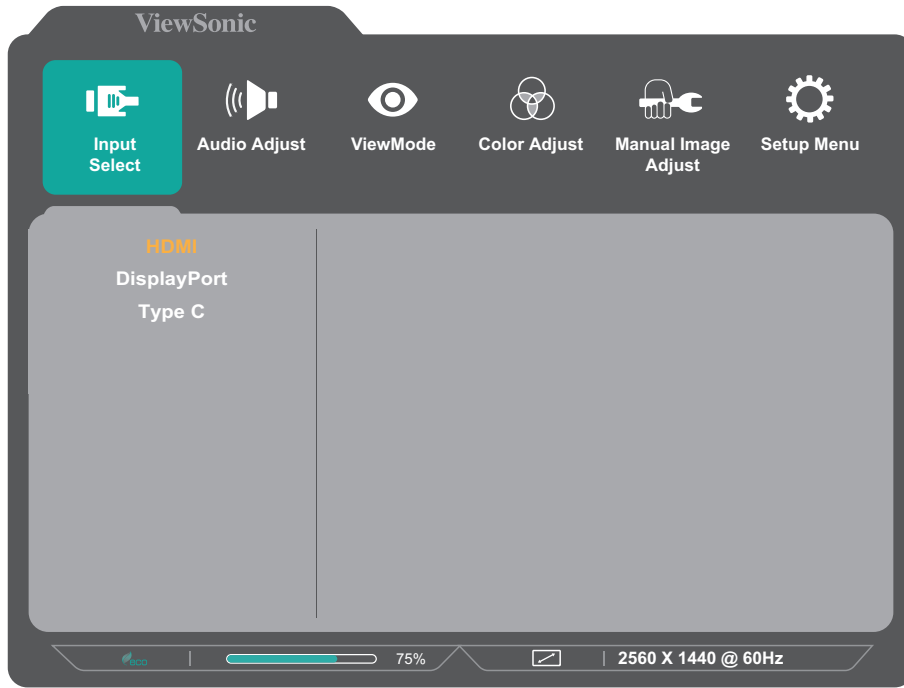 ViewSonic
Input
Select
Audio Adjust
ViewMode
Color Adjust
Manual Image
Adjust
Setup Menu
HDMI
DisplayPort
Type C
eco
75%
2560 X 1440 @ 60Hz